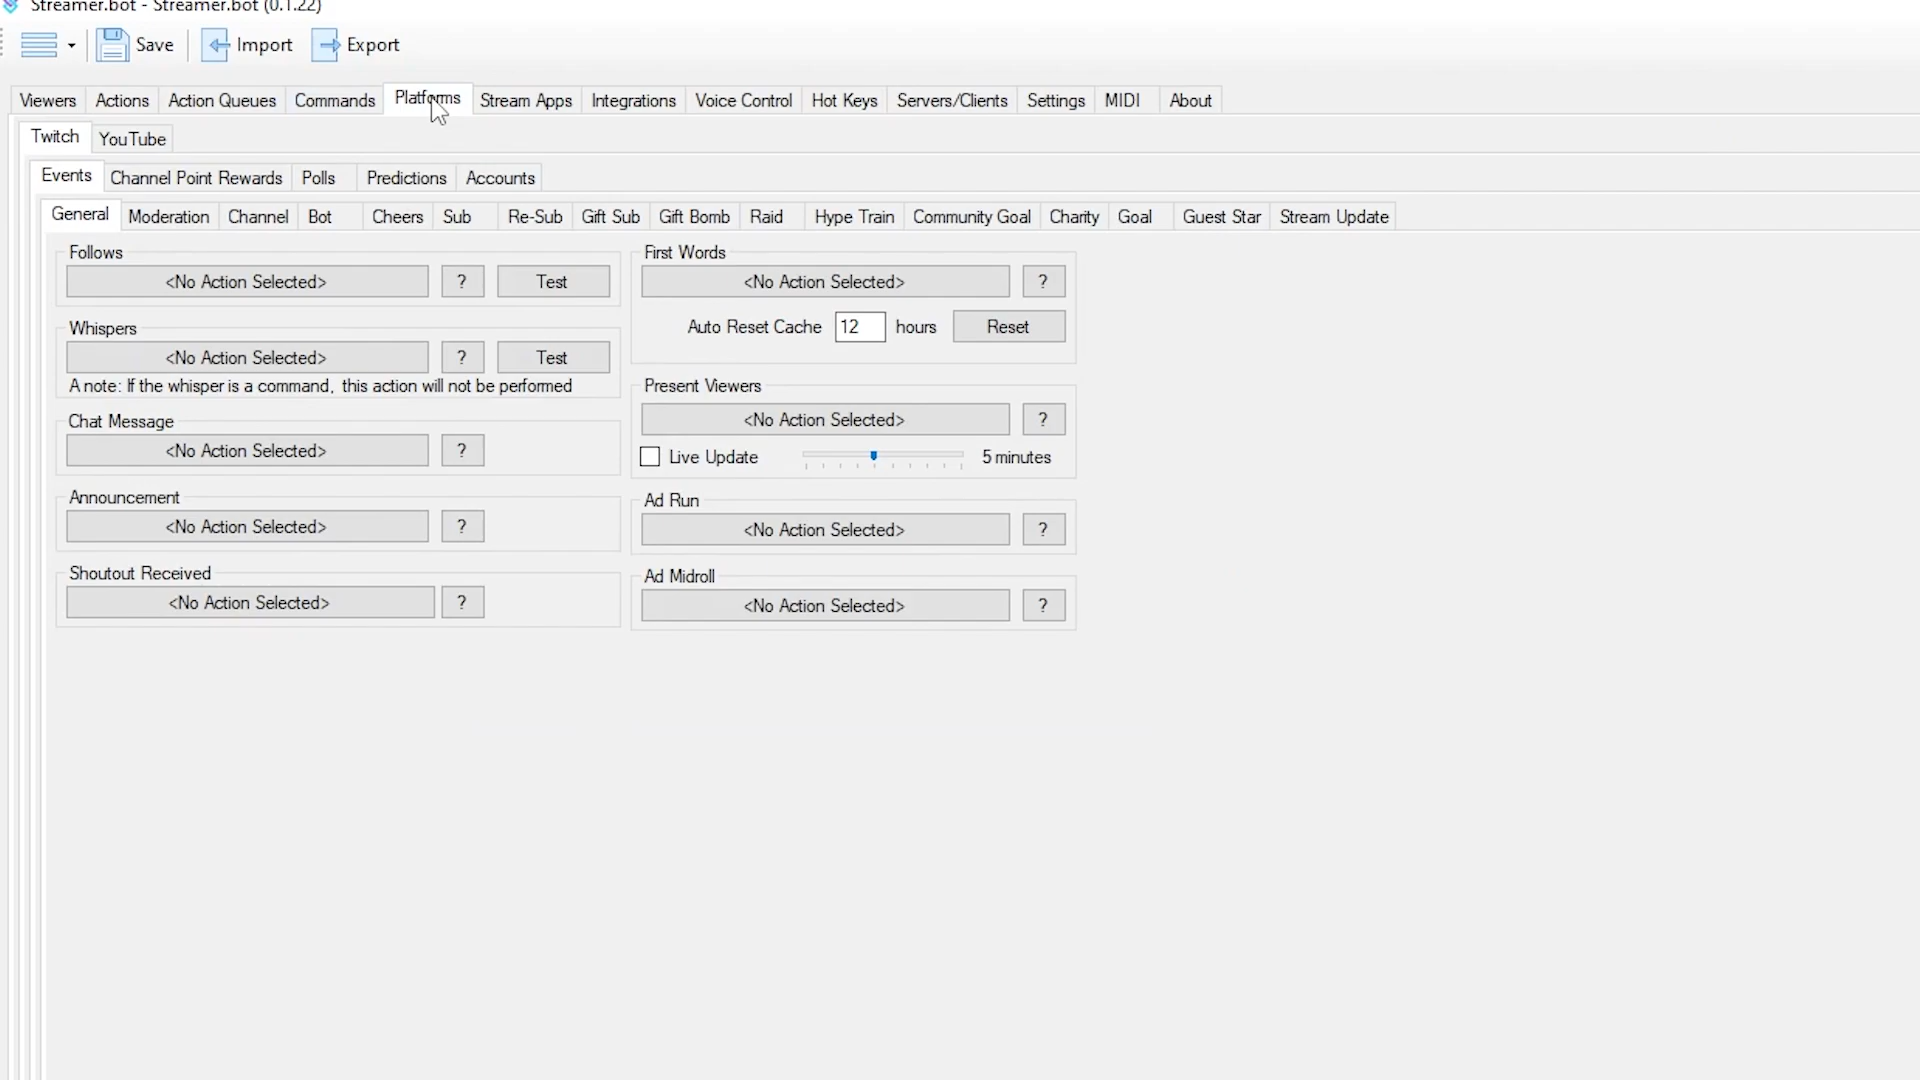 Streamer.bot - Streamer.bot (0.1.22)
Save Import Export
Viewers Actions Action Queues Commands Platforms Stream Apps Integrations Voice Control Hot Keys Servers/Clients Settings MIDI About
Twitch YouTube
Events Channel Point Rewards Polls Predictions Accounts
General Moderation Channel Bot Cheers Sub Re-Sub Gift Sub Gift Bomb Raid Hype Train Community Goal Charity Goal Guest Star Stream Update
Follows
<No Action Selected> ? Test
Whispers
<No Action Selected> ? Test
A note: If the whisper is a command, this action will not be performed
Chat Message
<No Action Selected> ?
Announcement
<No Action Selected> ?
Shoutout Received
<No Action Selected> ?
First Words
<No Action Selected> ?
Auto Reset Cache 12 hours Reset
Present Viewers
<No Action Selected> ?
Live Update 5 minutes
Ad Run
<No Action Selected> ?
Ad Midroll
<No Action Selected> ?